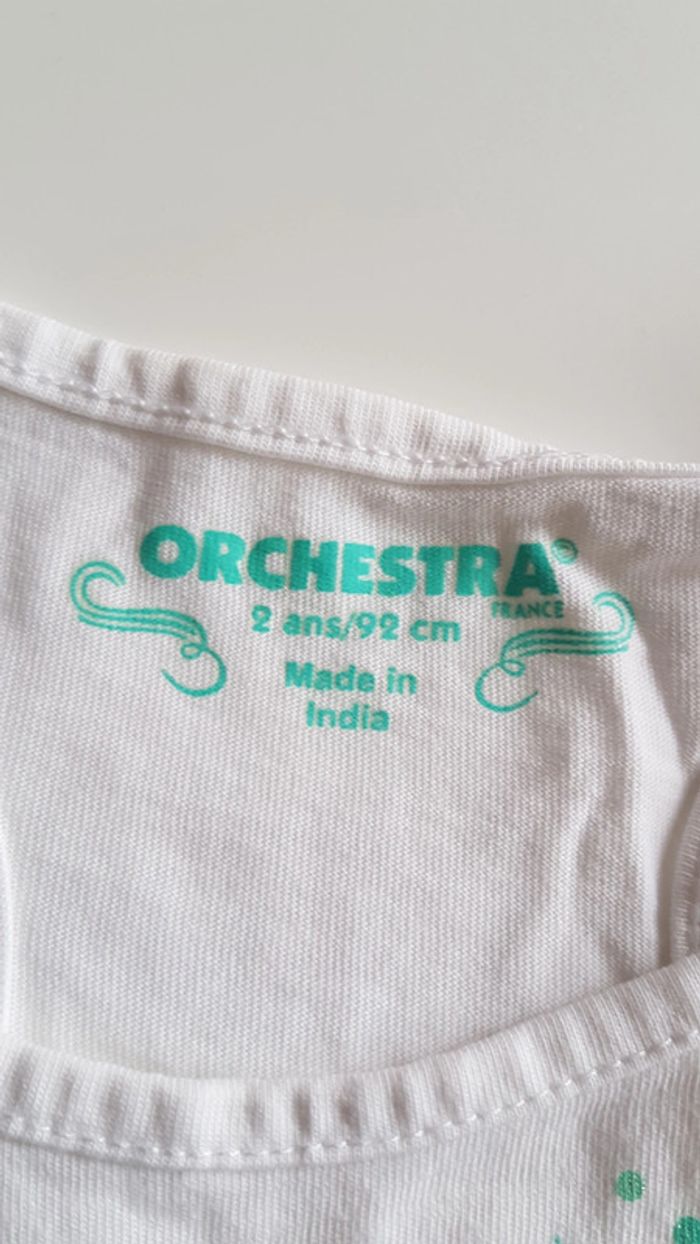 ORCHESTRA®
FRANCE
2 ans/92 cm
Made in
India